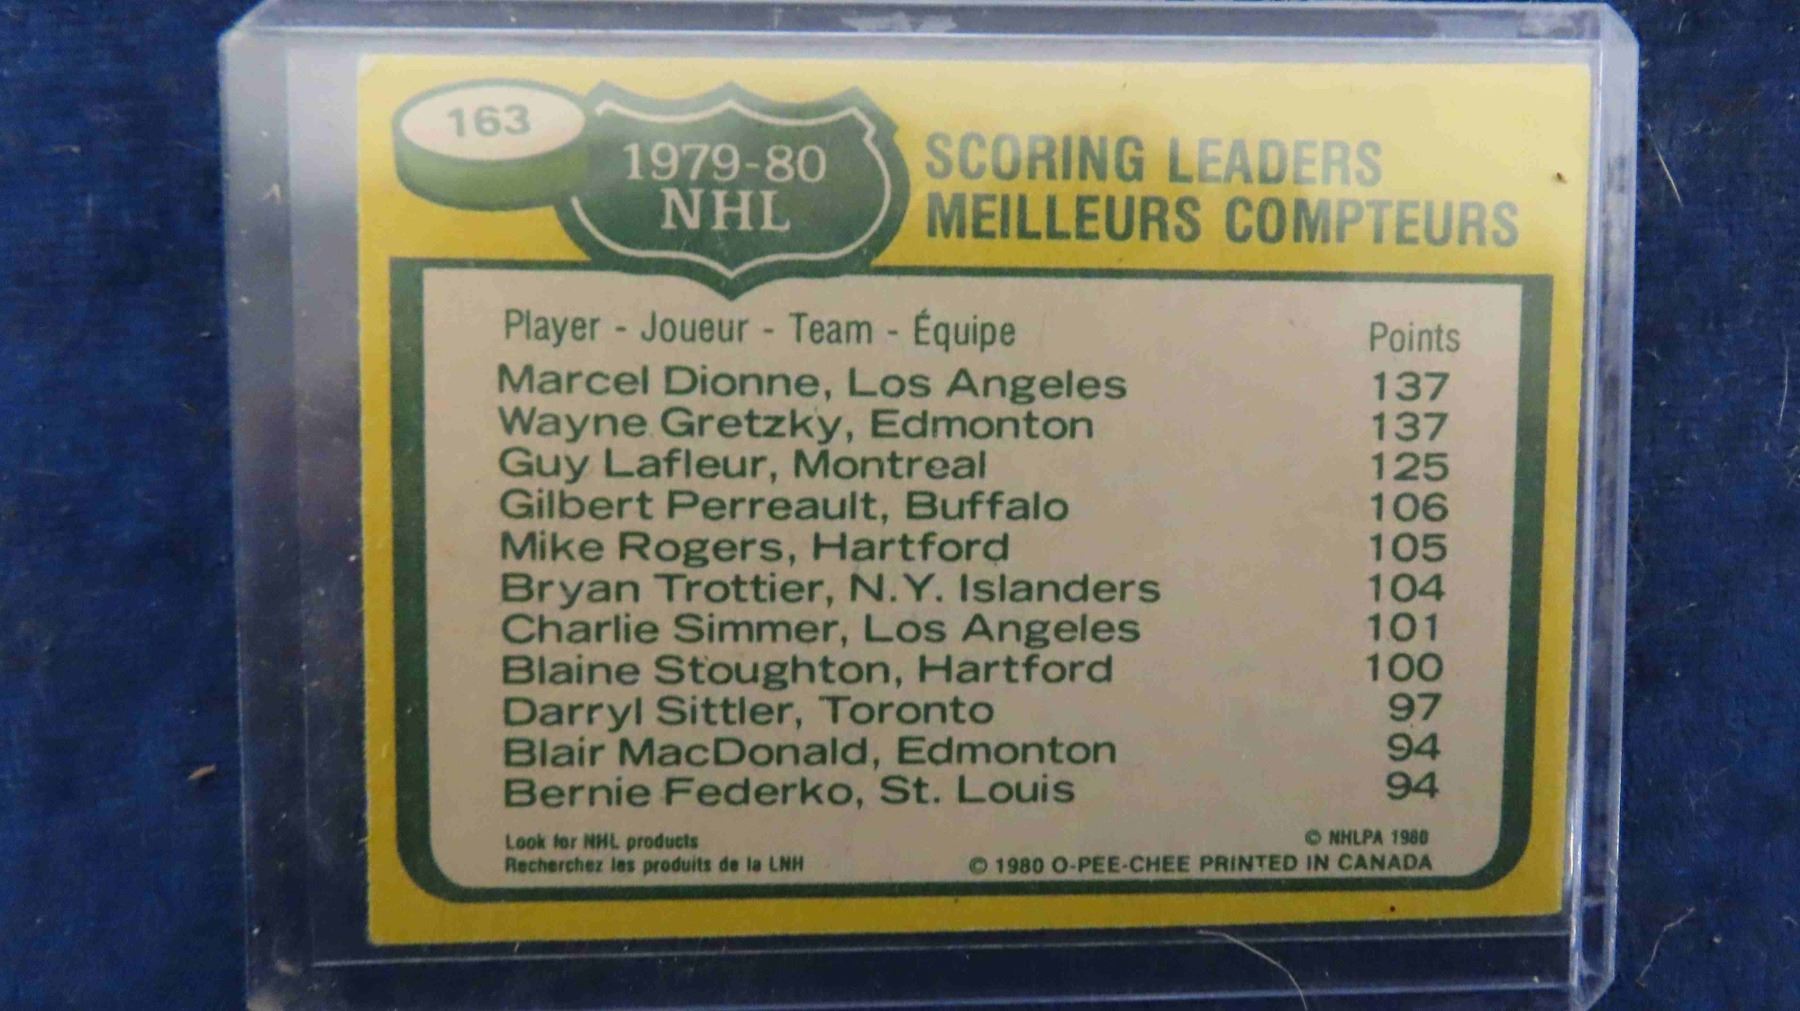 163
1979-80
NHL
SCORING LEADERS
MEILLEURS COMPTEURS
Player - Joueur - Team - Équipe Points
Marcel Dionne, Los Angeles 137
Wayne Gretzky, Edmonton 137
Guy Lafleur, Montreal 125
Gilbert Perreault, Buffalo 106
Mike Rogers, Hartford 105
Bryan Trottier, N.Y. Islanders 104
Charlie Simmer, Los Angeles 101
Blaine Stoughton, Hartford 100
Darryl Sittler, Toronto 97
Blair MacDonald, Edmonton 94
Bernie Federko, St. Louis 94
Look for NHL products © NHLPA 1980
Recherchez les produits de la LNH © 1980 O-PEE-CHEE PRINTED IN CANADA